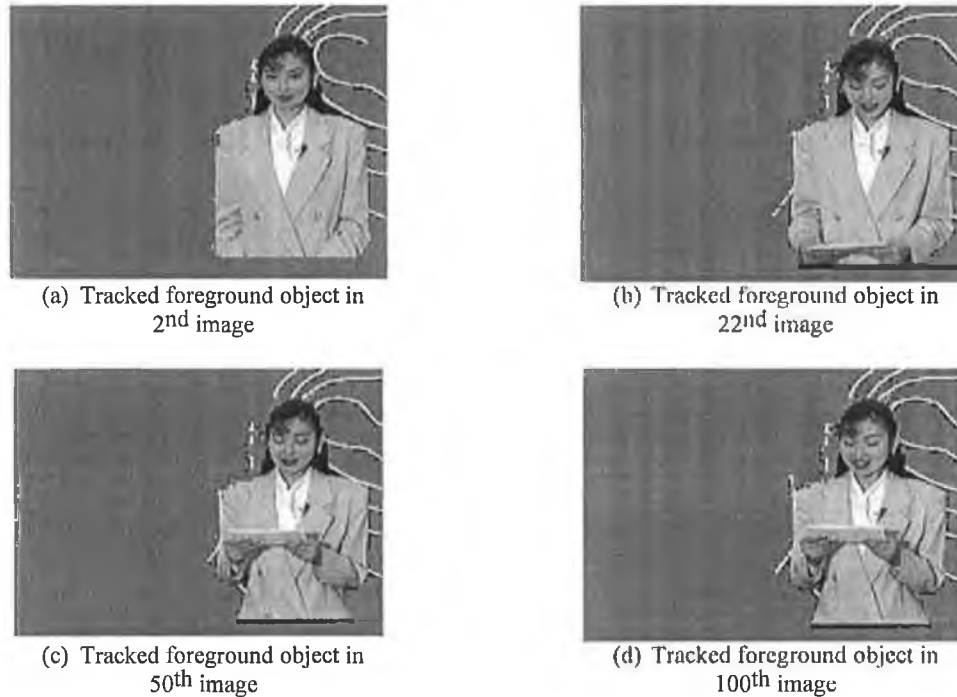 (a) Tracked foreground object in
2nd image
(b) Tracked foreground object in
22nd image
(c) Tracked foreground object in
50th image
(d) Tracked foreground object in
100th image